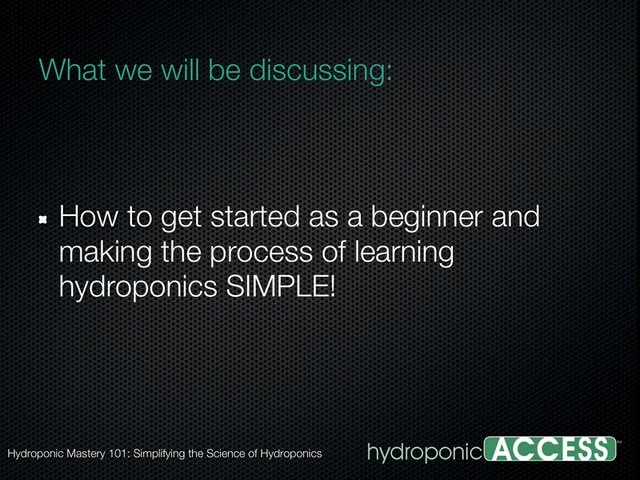 What we will be discussing:
How to get started as a beginner and
making the process of learning
hydroponics SIMPLE!
Hydroponic Mastery 101: Simplifying the Science of Hydroponics
hydroponic ACCESS™